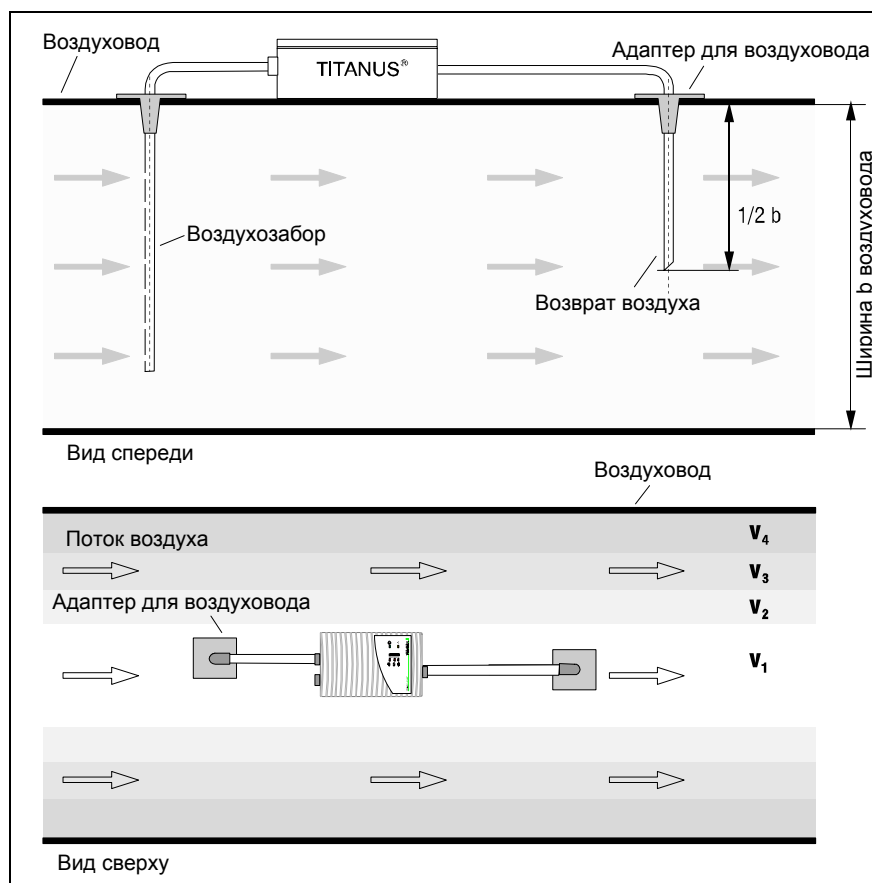 Воздуховод
TITANUS®
Адаптер для воздуховода
Воздухозабор
1/2 b
Возврат воздуха
Ширина b воздуховода
Вид спереди
Воздуховод
Поток воздуха
V4
V3
Адаптер для воздуховода
V2
V1
Вид сверху